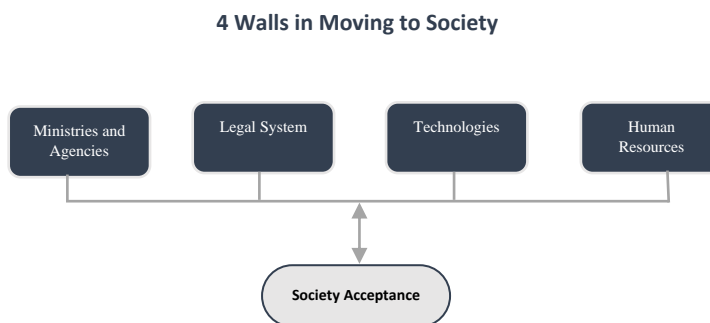 4 Walls in Moving to Society
Ministries and
Agencies
Legal System
Technologies
Human
Resources
Society Acceptance